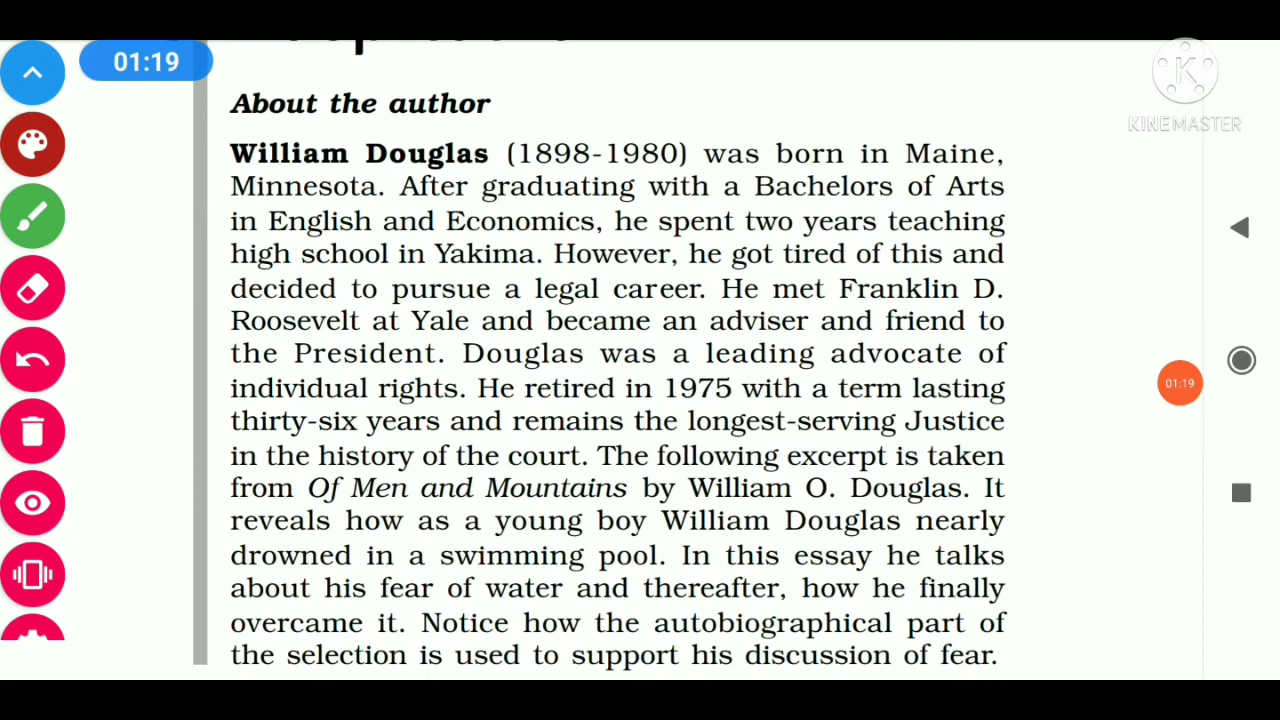 01:19
About the author
William Douglas (1898-1980) was born in Maine,
Minnesota. After graduating with a Bachelors of Arts
in English and Economics, he spent two years teaching
high school in Yakima. However, he got tired of this and
decided to pursue a legal career. He met Franklin D.
Roosevelt at Yale and became an adviser and friend to
the President. Douglas was a leading advocate of
individual rights. He retired in 1975 with a term lasting
thirty-six years and remains the longest-serving Justice
in the history of the court. The following excerpt is taken
from Of Men and Mountains by William O. Douglas. It
reveals how as a young boy William Douglas nearly
drowned in a swimming pool. In this essay he talks
about his fear of water and thereafter, how he finally
overcame it. Notice how the autobiographical part of
the selection is used to support his discussion of fear.
K
KINEMASTER
01:19